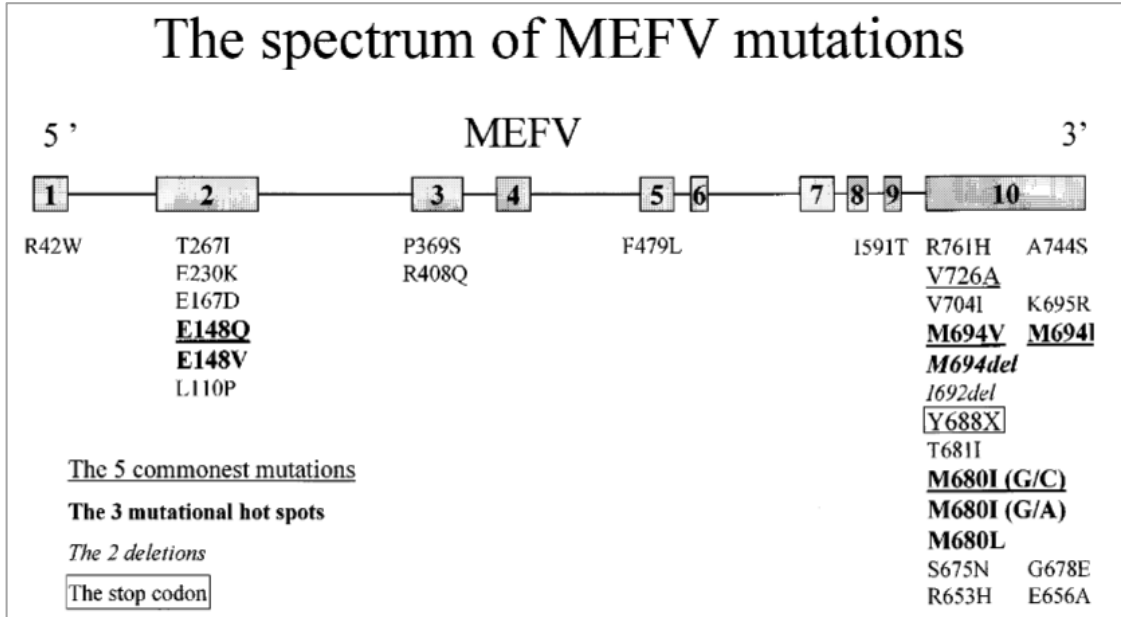 The spectrum of MEFV mutations
5 ’ MEFV 3’
1 2 3 4 5 6 7 8 9 10
R42W T267I P369S F479L I591T R761H A744S
E230K R408Q V726A
E167D V704I K695R
E148Q M694V M694I
E148V M694del
L110P I692del
Y688X
T681I
The 5 commonest mutations M680I (G/C)
The 3 mutational hot spots M680I (G/A)
The 2 deletions M680L
The stop codon S675N G678E
R653H E656A